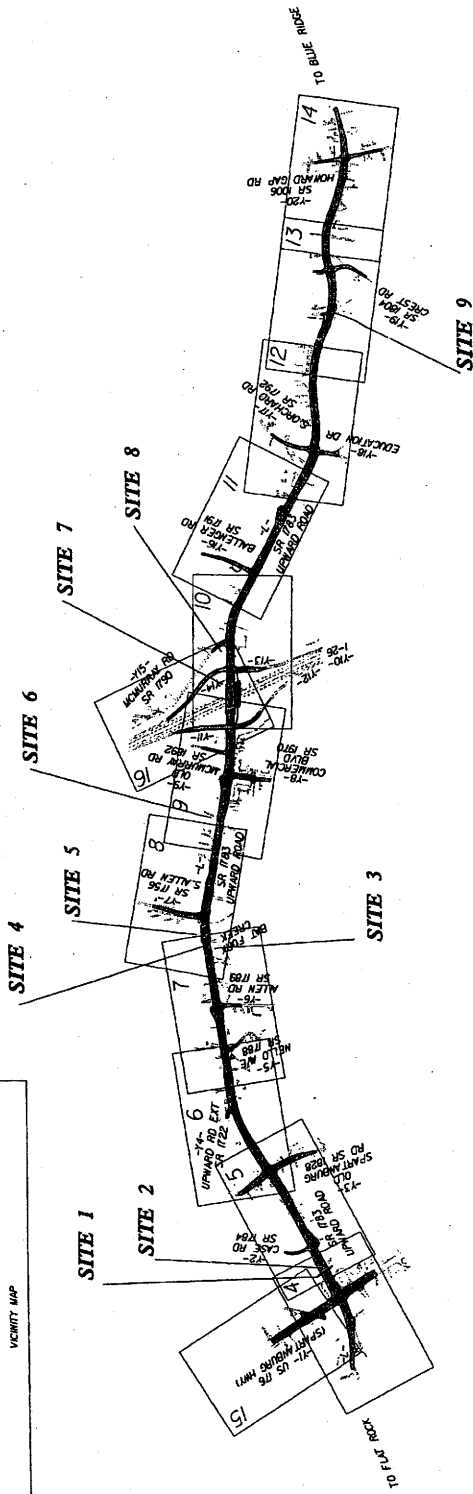 VICINITY MAP
SITE 1
SITE 2
SITE 3
SITE 4
SITE 5
SITE 6
SITE 7
SITE 8
SITE 9
TO FLAT ROCK
TO BLUE RIDGE
15
-Y1- US 176
(SPARTANBURG HWY)
4
-Y2-
CASE RD
SR 1784
SR 1783
UPWARD ROAD
-Y3-
OLD
SPARTANBURG
RD SR 1828
5
6
-Y4-
UPWARD RD EXT
SR 1722
-Y5-
NELLO AVE
SR 1788
7
-Y6-
ALLEN RD
SR 1789
BAT FORK
CREEK
8
-Y7-
S. ALLEN RD
SR 1756
-L-
SR 1783
UPWARD ROAD
9
-Y8-
COMMERCIAL
BLVD
SR 1970
-Y9-
OLD
MCMURRAY RD
SR 1892
16
-Y11-
-Y12-
-Y10-
I-26
-Y13-
-Y14-
-Y15-
MCMURRAY RD
SR 1790
10
-Y16-
BALLENGER RD
SR 1791
11
-L-
SR 1783
UPWARD ROAD
-Y17-
S. ORCHARD RD
SR 1792
-Y18-
EDUCATION DR
12
-Y19-
SR 1804
CREST RD
13
-Y20-
SR 1006
HOWARD GAP RD
14